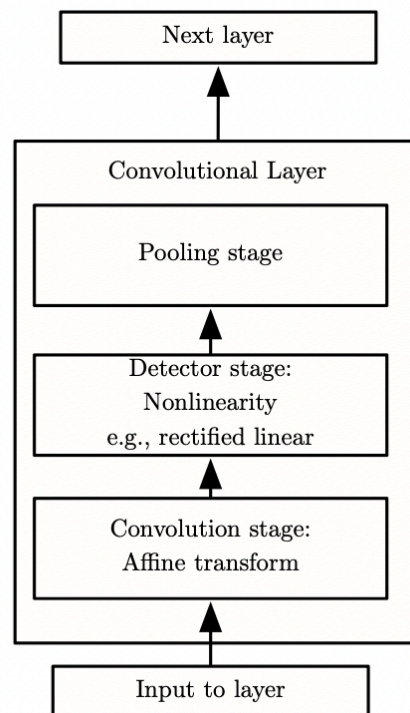 Next layer
Convolutional Layer
Pooling stage
Detector stage:
Nonlinearity
e.g., rectified linear
Convolution stage:
Affine transform
Input to layer